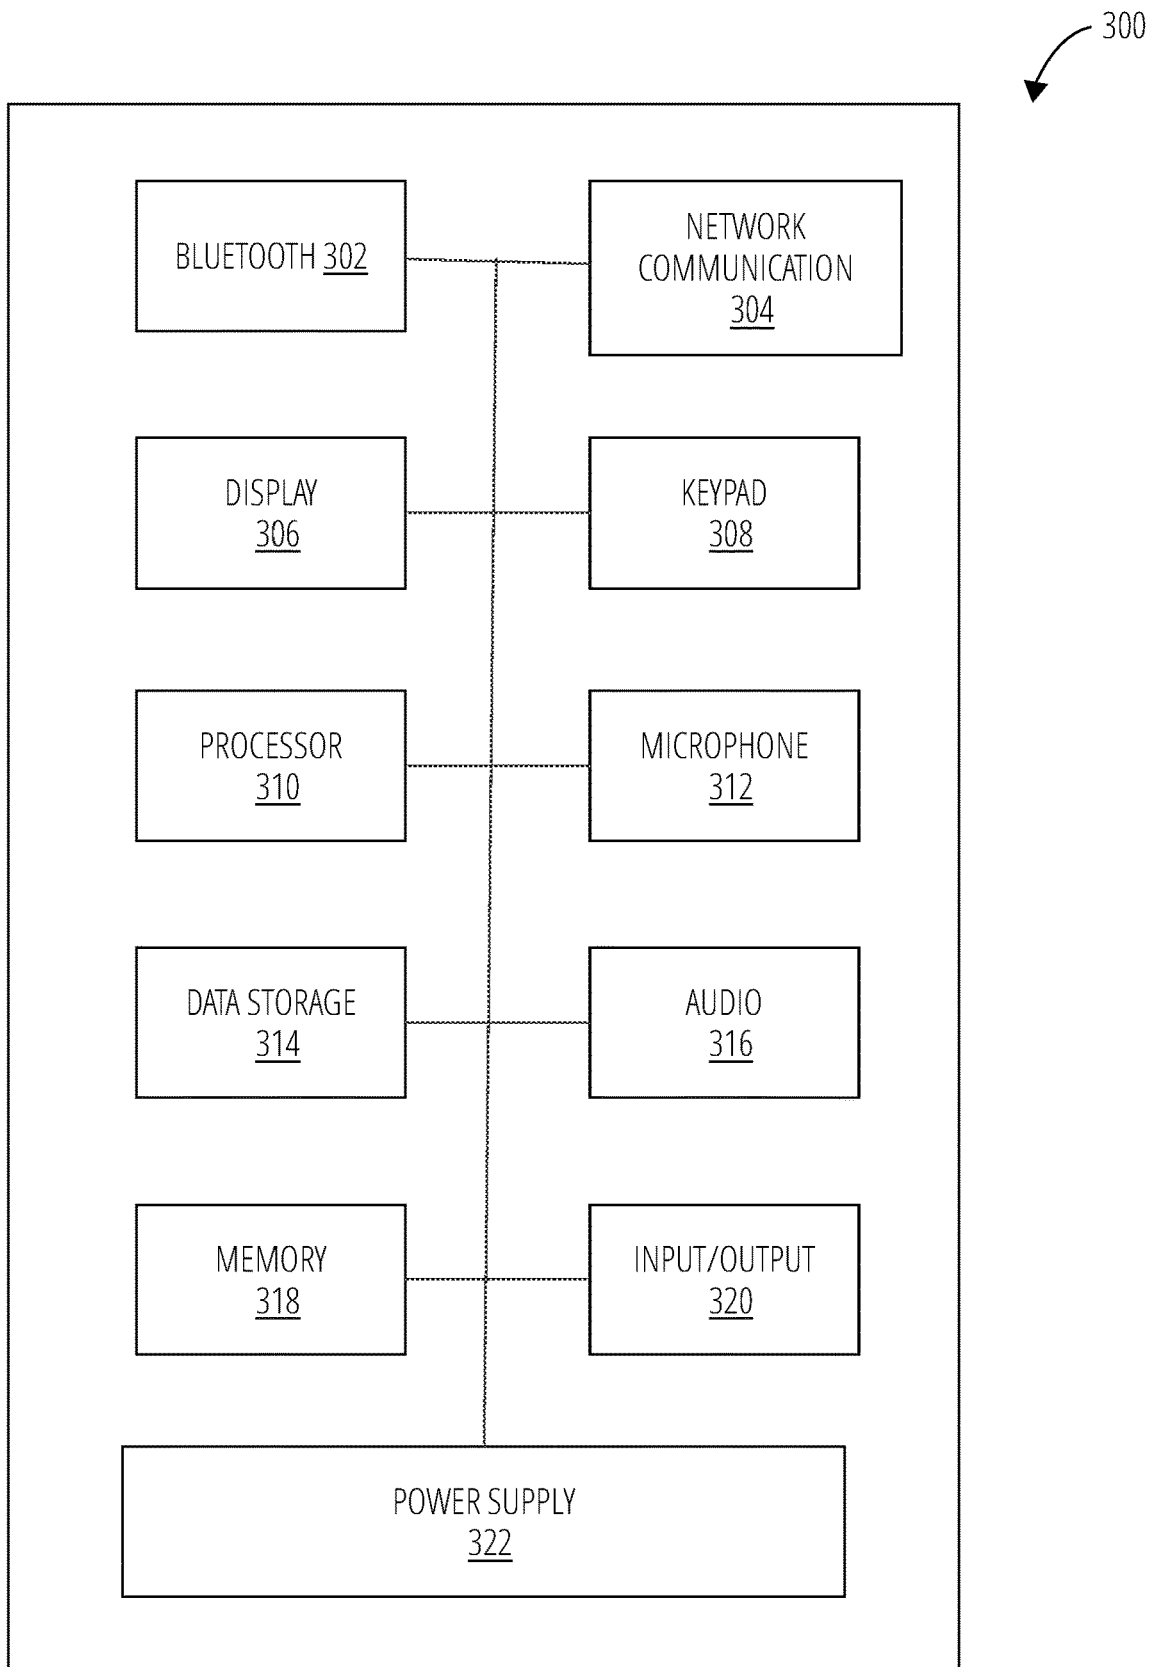 300
BLUETOOTH 302
NETWORK
COMMUNICATION
304
DISPLAY
306
KEYPAD
308
PROCESSOR
310
MICROPHONE
312
DATA STORAGE
314
AUDIO
316
MEMORY
318
INPUT/OUTPUT
320
POWER SUPPLY
322